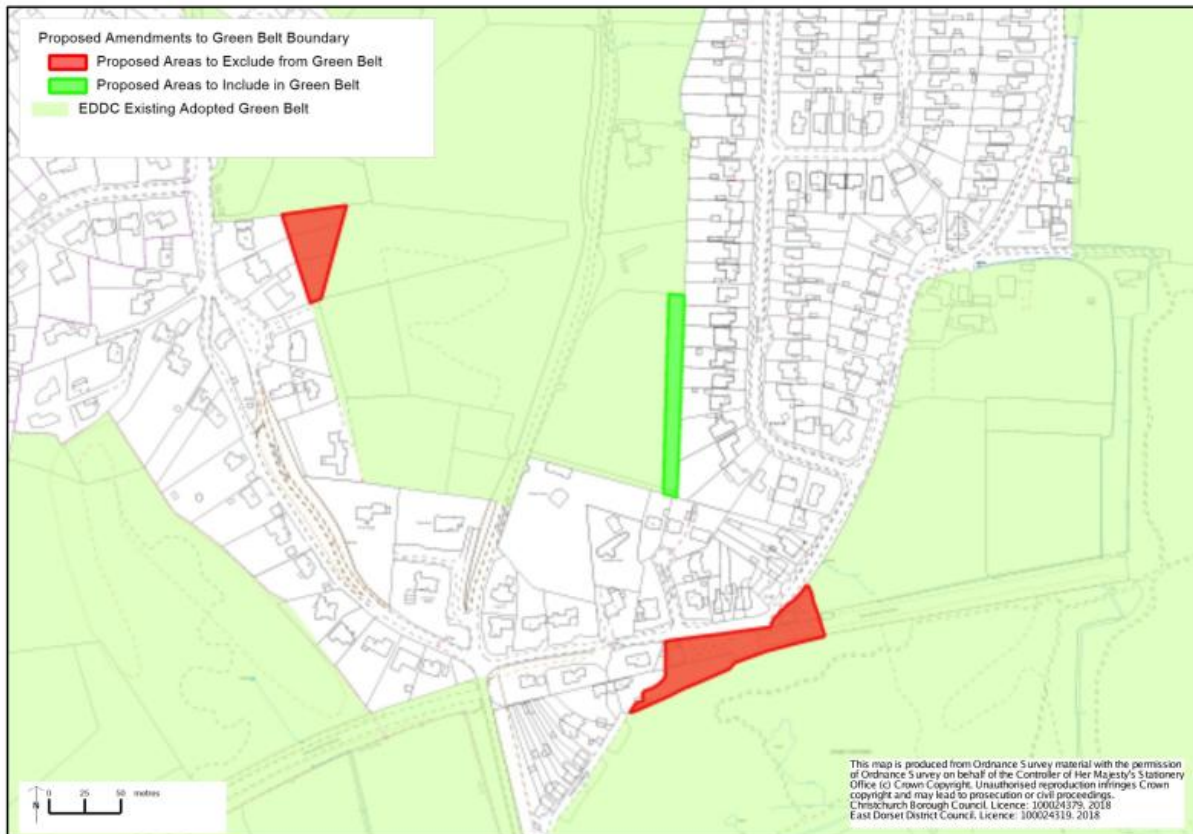 Proposed Amendments to Green Belt Boundary
Proposed Areas to Exclude from Green Belt
Proposed Areas to Include in Green Belt
EDDC Existing Adopted Green Belt
N
0 25 50 metres
This map is produced from Ordnance Survey material with the permission
of Ordnance Survey on behalf of the Controller of Her Majesty's Stationery
Office (c) Crown Copyright. Unauthorised reproduction infringes Crown
copyright and may lead to prosecution or civil proceedings.
Christchurch Borough Council. Licence: 100024379. 2018
East Dorset District Council. Licence: 100024319. 2018